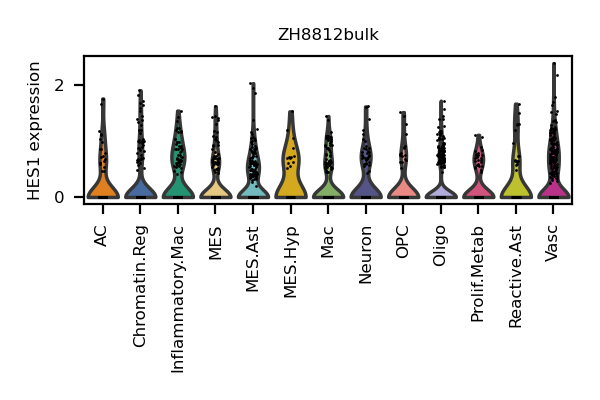 ZH8812bulk
HES1 expression
2
0
AC
Chromatin.Reg
Inflammatory.Mac
MES
MES.Ast
MES.Hyp
Mac
Neuron
OPC
Oligo
Prolif.Metab
Reactive.Ast
Vasc